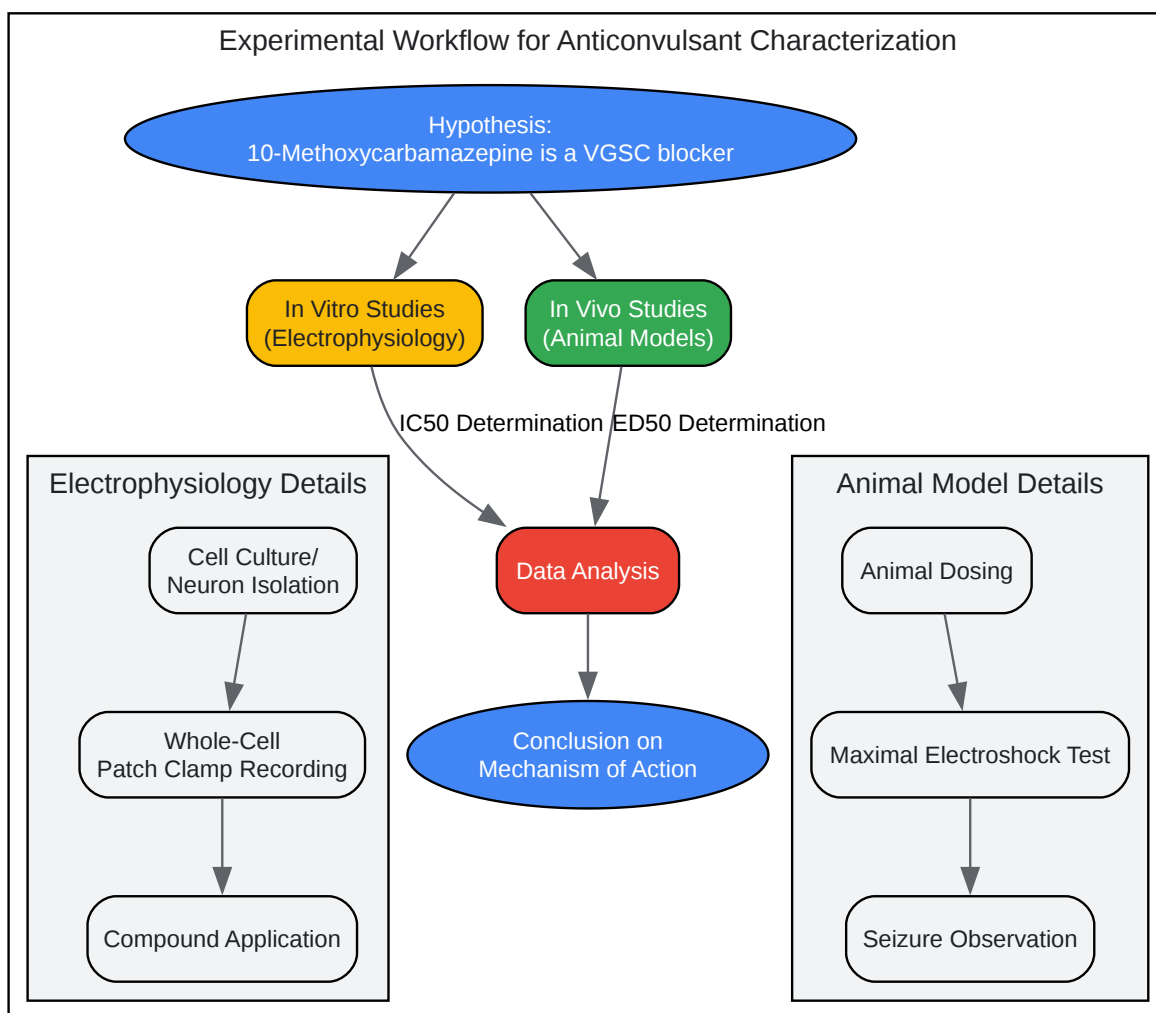 Experimental Workflow for Anticonvulsant Characterization
Hypothesis:
10-Methoxycarbamazepine is a VGSC blocker
In Vitro Studies
(Electrophysiology)
In Vivo Studies
(Animal Models)
IC50 Determination
ED50 Determination
Electrophysiology Details
Cell Culture/
Neuron Isolation
Whole-Cell
Patch Clamp Recording
Compound Application
Data Analysis
Conclusion on
Mechanism of Action
Animal Model Details
Animal Dosing
Maximal Electroshock Test
Seizure Observation